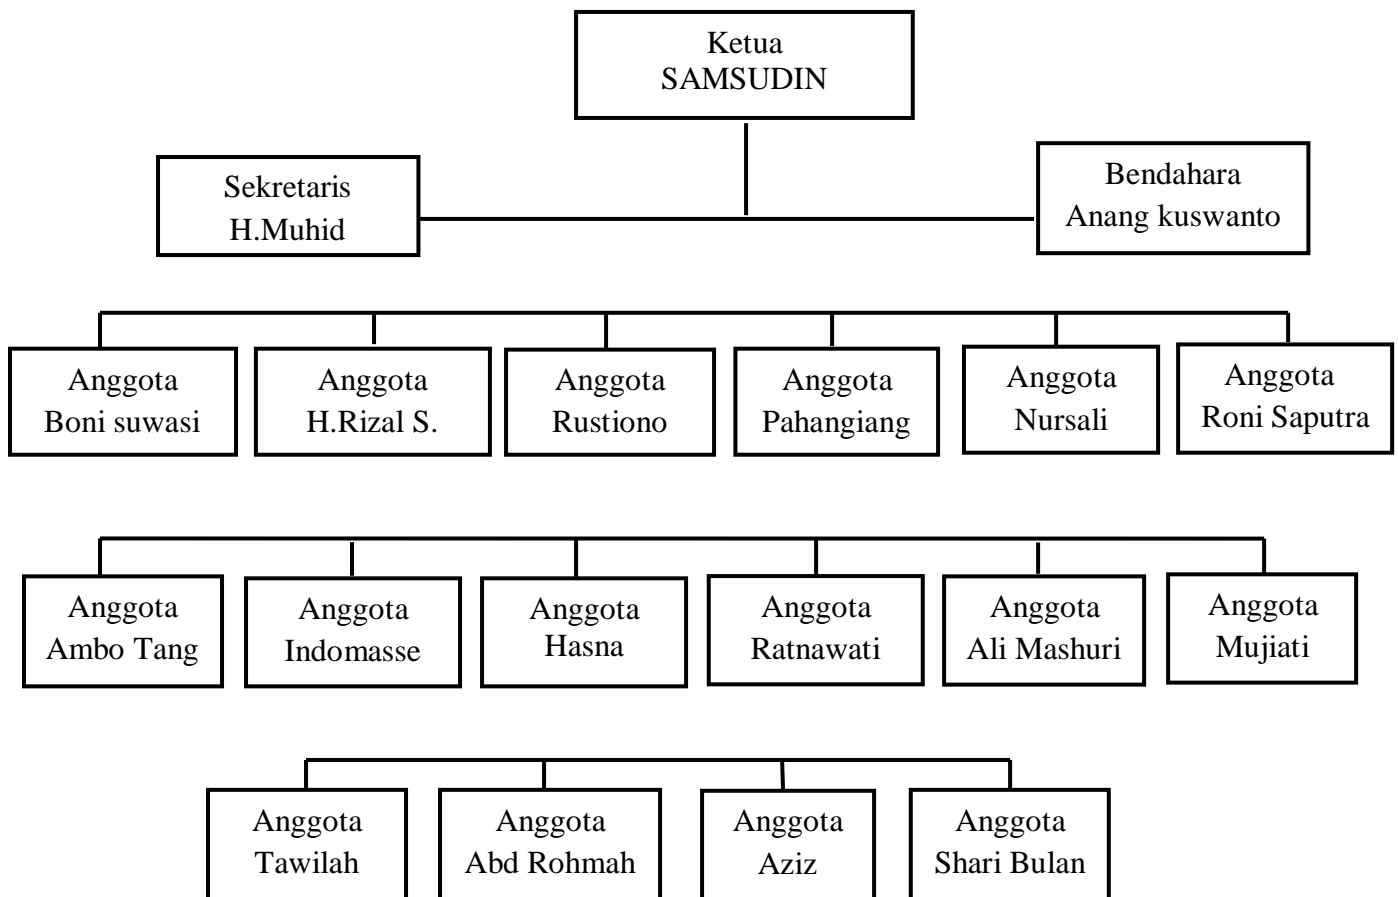 Ketua
SAMSUDIN
Sekretaris
H.Muhid
Bendahara
Anang kuswanto
Anggota
Boni suwasi
Anggota
H.Rizal S.
Anggota
Rustiono
Anggota
Pahangiang
Anggota
Nursali
Anggota
Roni Saputra
Anggota
Ambo Tang
Anggota
Indomasse
Anggota
Hasna
Anggota
Ratnawati
Anggota
Ali Mashuri
Anggota
Mujiati
Anggota
Tawilah
Anggota
Abd Rohmah
Anggota
Aziz
Anggota
Shari Bulan